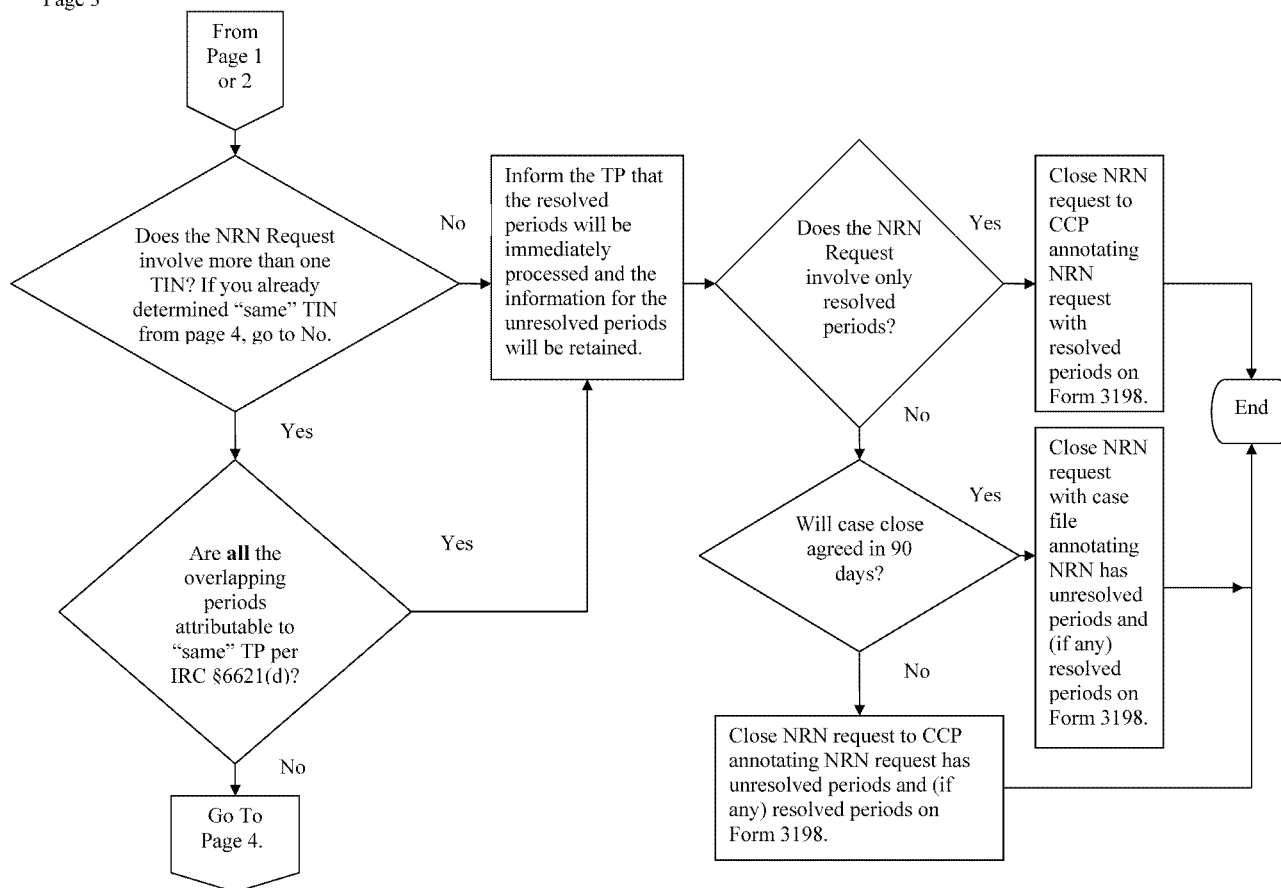 Page 3
From
Page 1
or 2
Does the NRN Request
involve more than one
TIN? If you already
determined “same” TIN
from page 4, go to No.
No
Yes
Inform the TP that
the resolved
periods will be
immediately
processed and the
information for the
unresolved periods
will be retained.
Does the NRN
Request
involve only
resolved
periods?
Yes
No
Close NRN
request to
CCP
annotating
NRN
request
with
resolved
periods on
Form 3198.
End
Are all the
overlapping
periods
attributable to
“same” TP per
IRC §6621(d)?
Yes
No
Will case close
agreed in 90
days?
Yes
No
Close NRN
request
with case
file
annotating
NRN has
unresolved
periods and
(if any)
resolved
periods on
Form 3198.
Close NRN request to CCP
annotating NRN request has
unresolved periods and (if
any) resolved periods on
Form 3198.
Go To
Page 4.